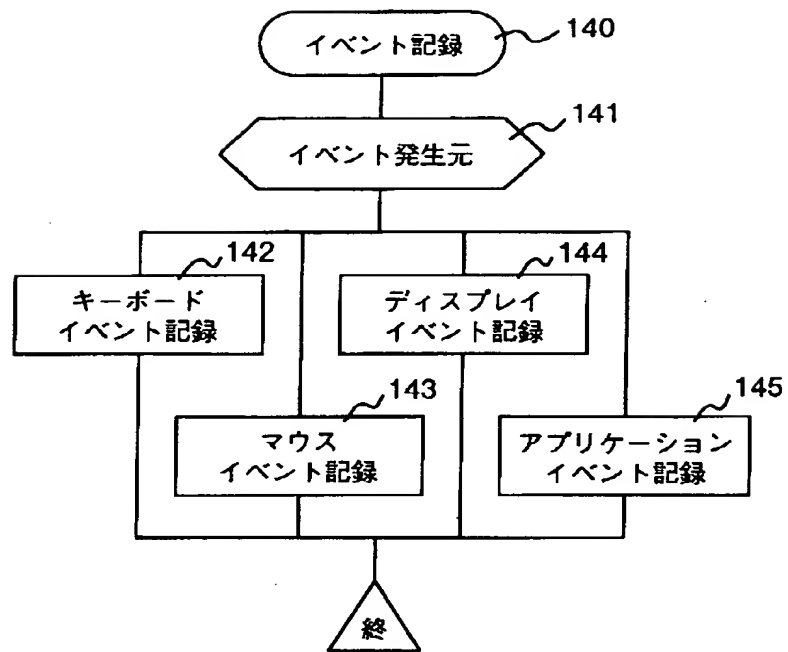 イベント記録
140
イベント発生元
141
142
キーボード
イベント記録
144
ディスプレイ
イベント記録
143
マウス
イベント記録
145
アプリケーション
イベント記録
終